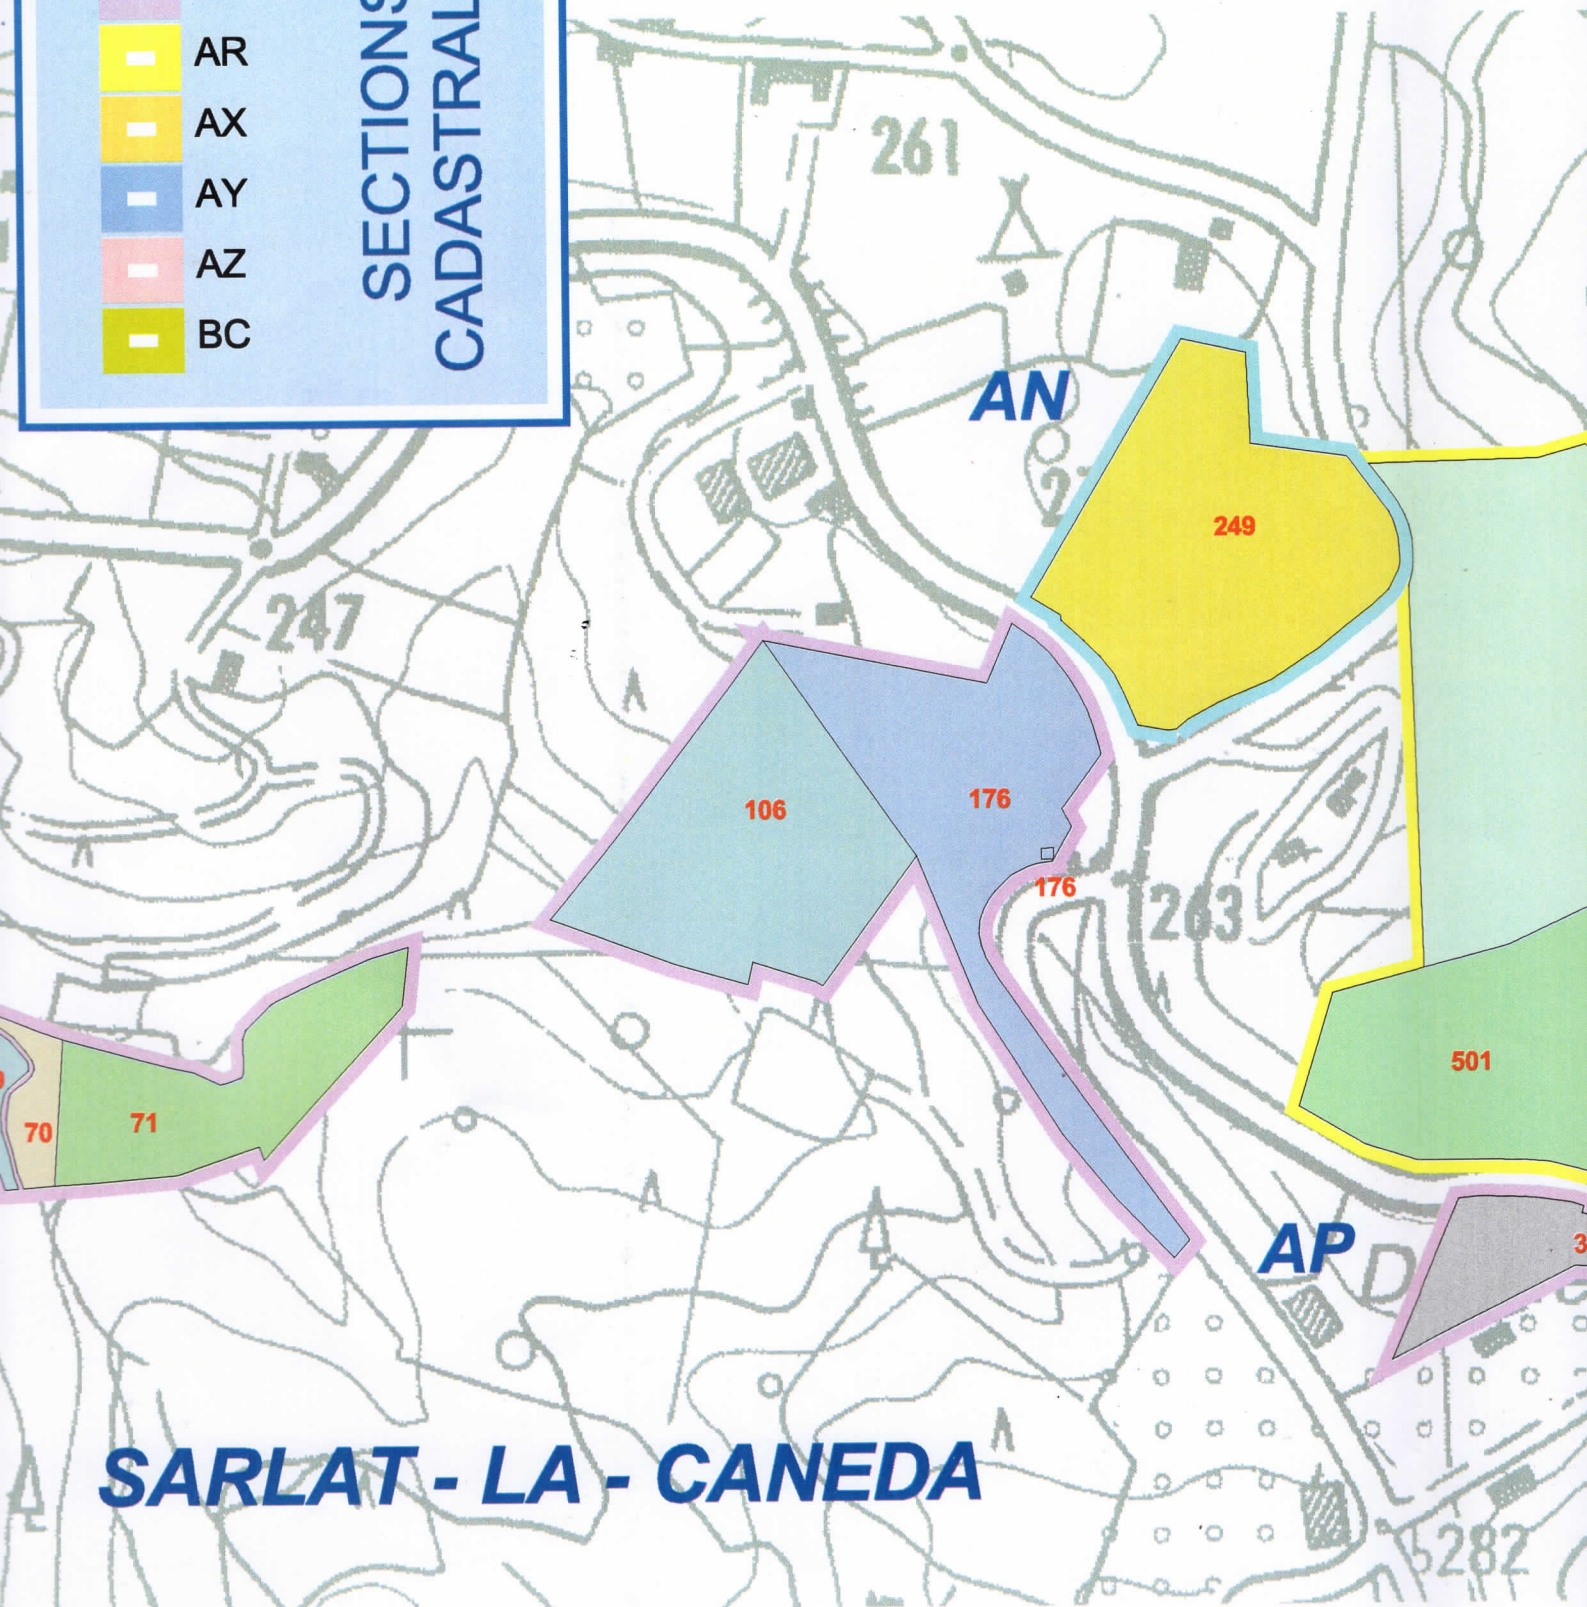 AR
AX
AY
AZ
BC
SECTIONS
CADASTRAL
261
AN
249
247
106
176
176
263
501
70
71
AP
SARLAT - LA - CANEDA
282